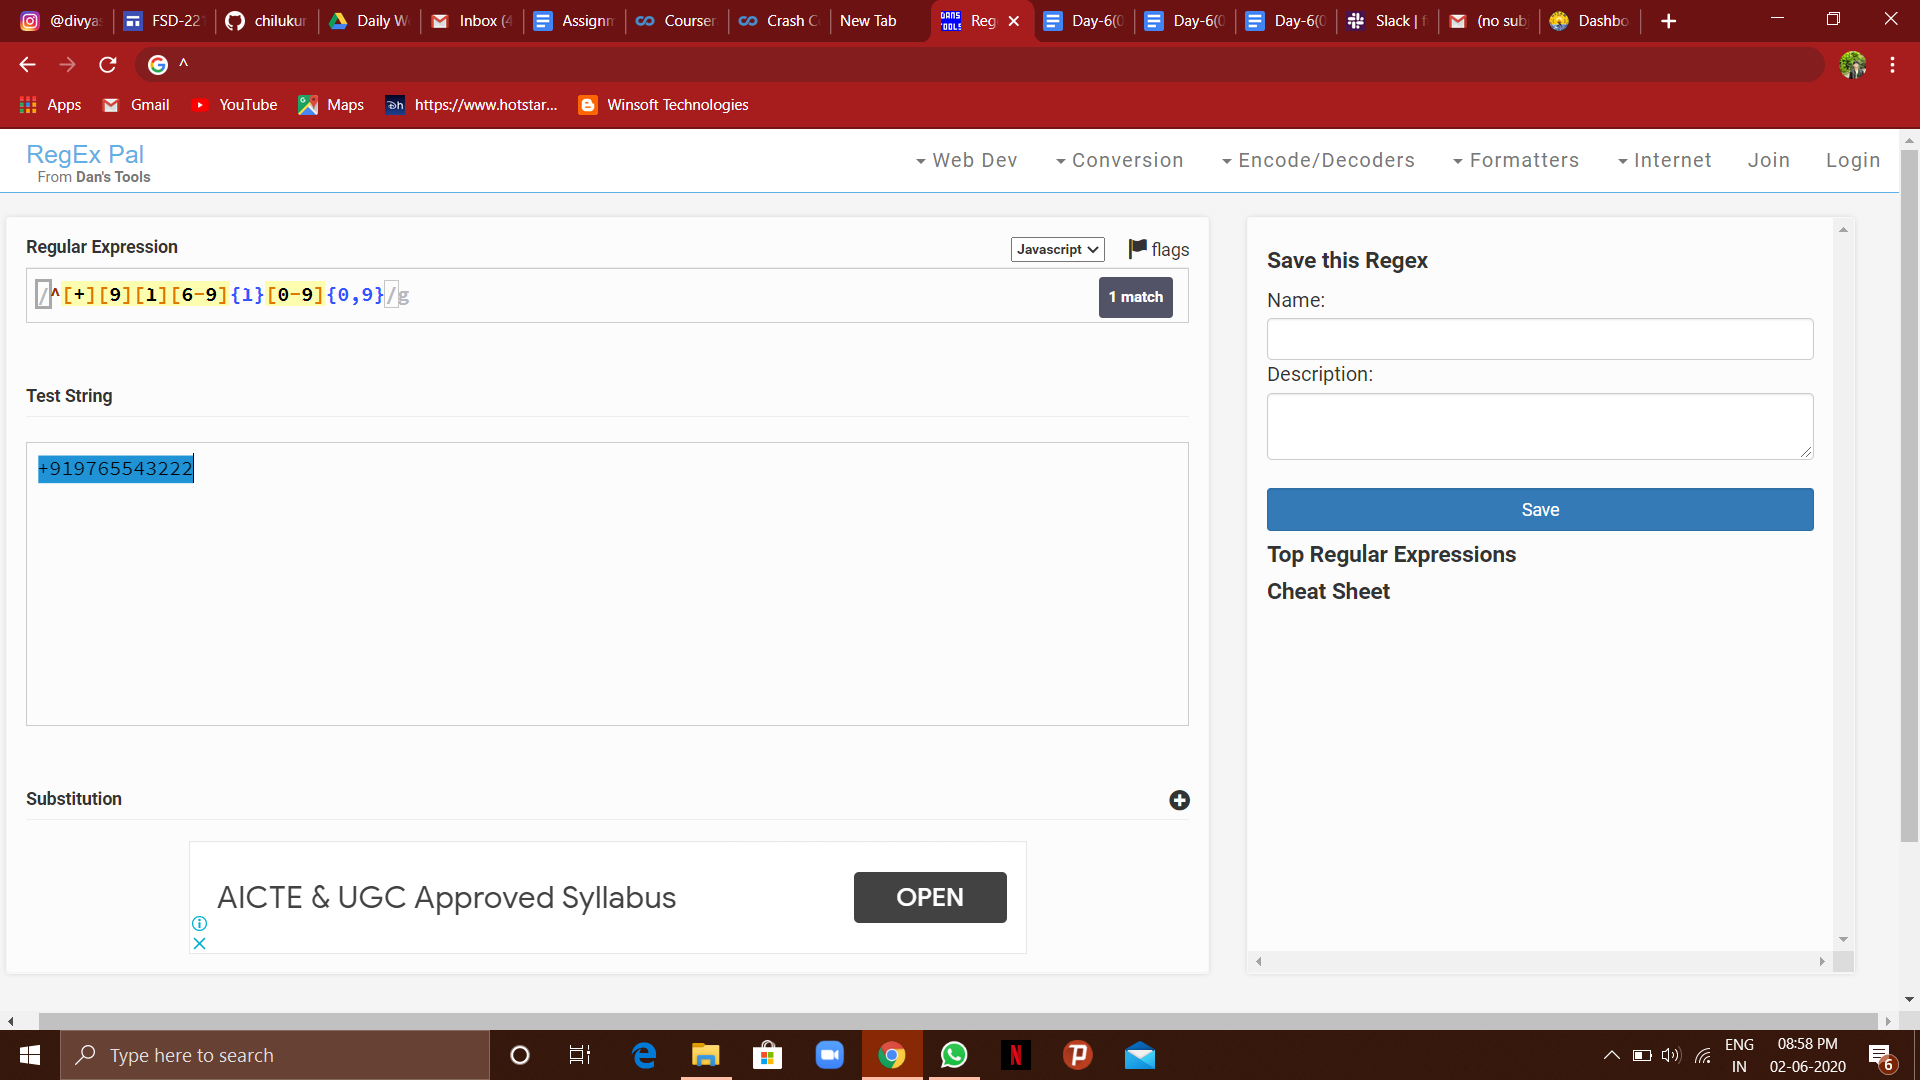 @divya
FSD-221
chilukur
Daily W
Inbox (4
Assignm
Courser
Crash C
New Tab
Reg
Day-6(0
Day-6(0
Day-6(0
Slack | f
(no sub
Dashbo
^
Apps
Gmail
YouTube
Maps
https://www.hotstar...
Winsoft Technologies
RegEx Pal
From Dan's Tools
Web Dev
Conversion
Encode/Decoders
Formatters
Internet
Join
Login
Regular Expression
Javascript
flags
/^[+][9][1][6-9]{1}[0-9]{0,9}/g
1 match
Test String
+919765543222
Substitution
AICTE & UGC Approved Syllabus
OPEN
Save this Regex
Name:
Description:
Save
Top Regular Expressions
Cheat Sheet
Type here to search
ENG
IN
08:58 PM
02-06-2020
6